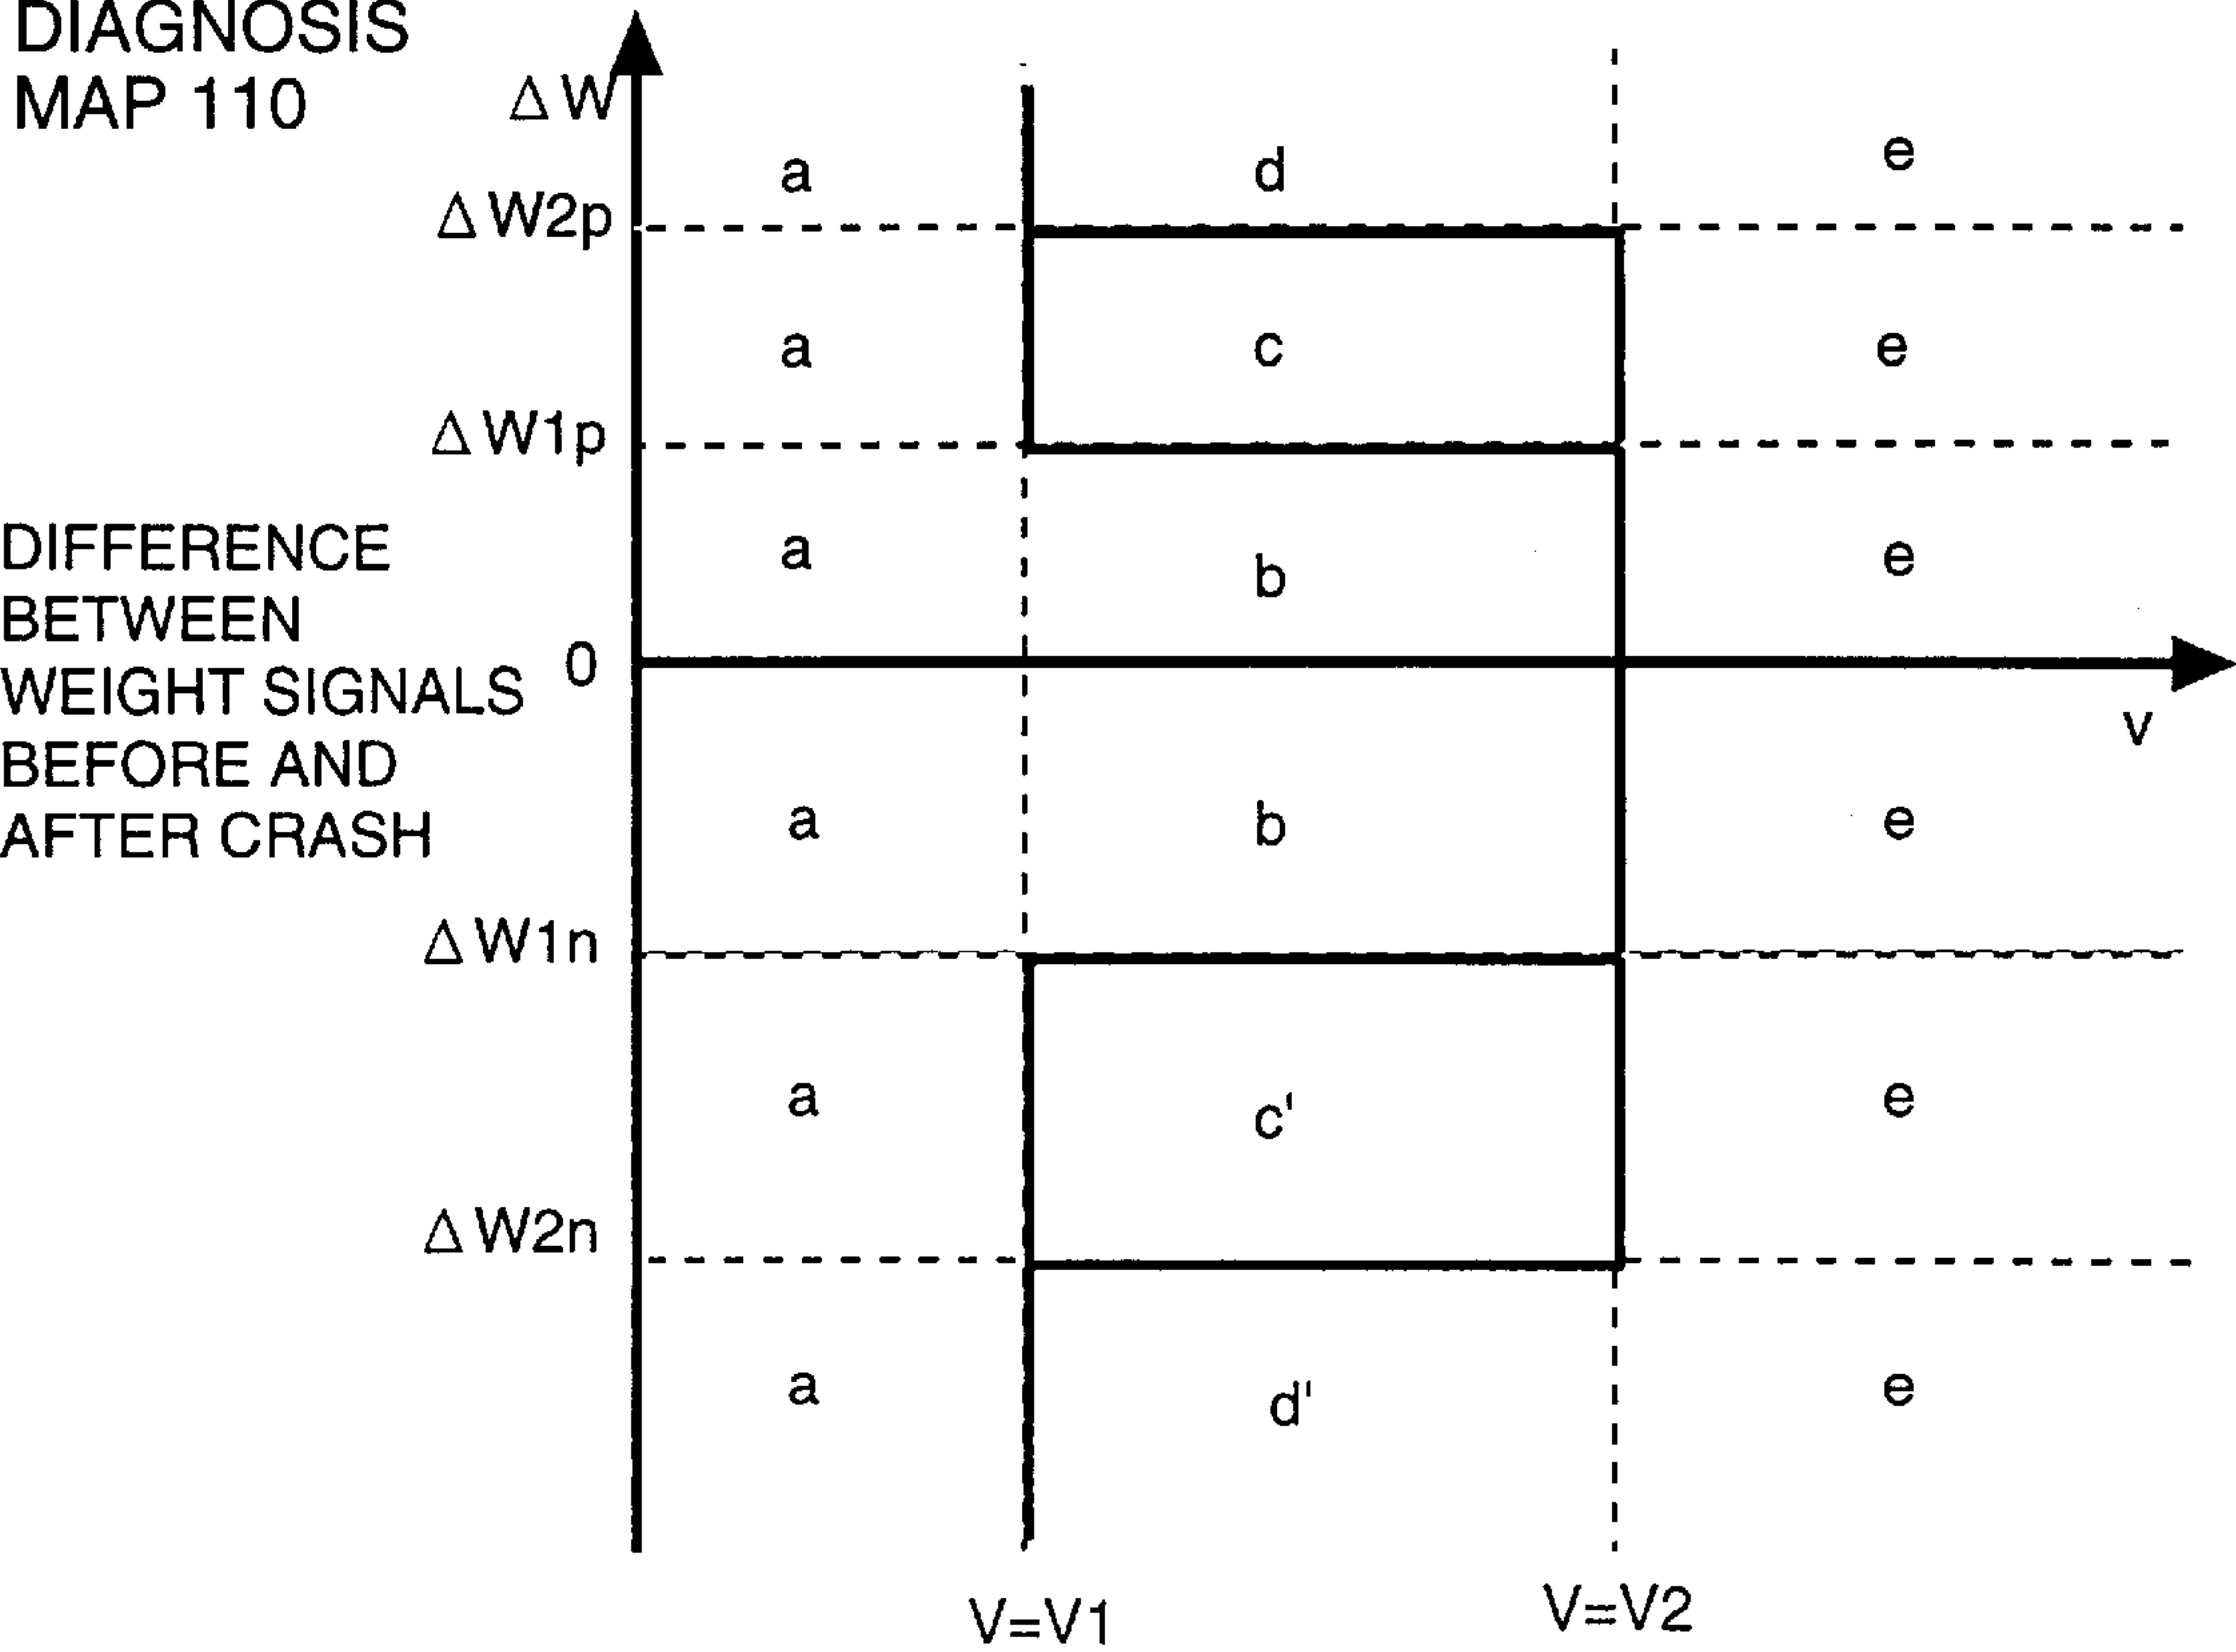 DIAGNOSIS
MAP 110
ΔW
a d e
ΔW2p
a c e
ΔW1p
a b e
DIFFERENCE
BETWEEN
WEIGHT SIGNALS
BEFORE AND
AFTER CRASH
0
v
a b e
ΔW1n
a c' e
ΔW2n
a d' e
V=V1 V=V2